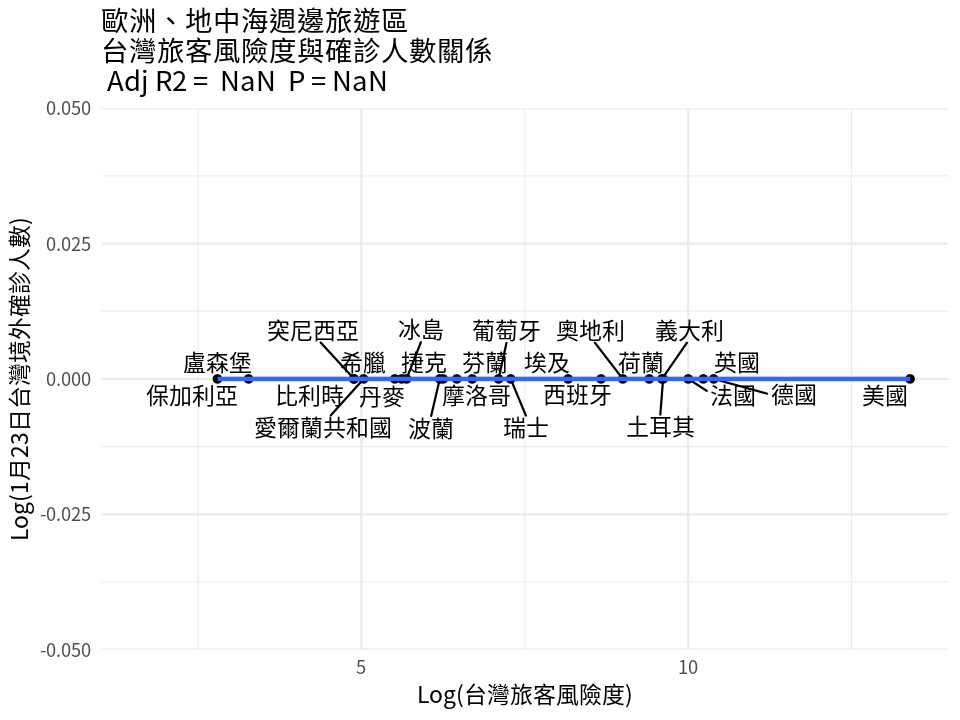 歐洲、地中海週邊旅遊區
台灣旅客風險度與確診人數關係
Adj R2 = NaN P = NaN
0.050
0.025
0.000
-0.025
-0.050
Log(1月23日台灣境外確診人數)
突尼西亞
冰島
葡萄牙
奧地利
義大利
盧森堡
希臘
捷克
芬蘭
埃及
荷蘭
英國
保加利亞
比利時
丹麥
摩洛哥
西班牙
法國
德國
美國
愛爾蘭共和國
波蘭
瑞士
土耳其
5
10
Log(台灣旅客風險度)